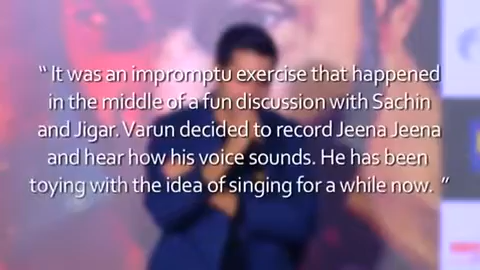 “ It was an impromptu exercise that happened
in the middle of a fun discussion with Sachin
and Jigar. Varun decided to record Jeena Jeena
and hear how his voice sounds. He has been
toying with the idea of singing for a while now. ”